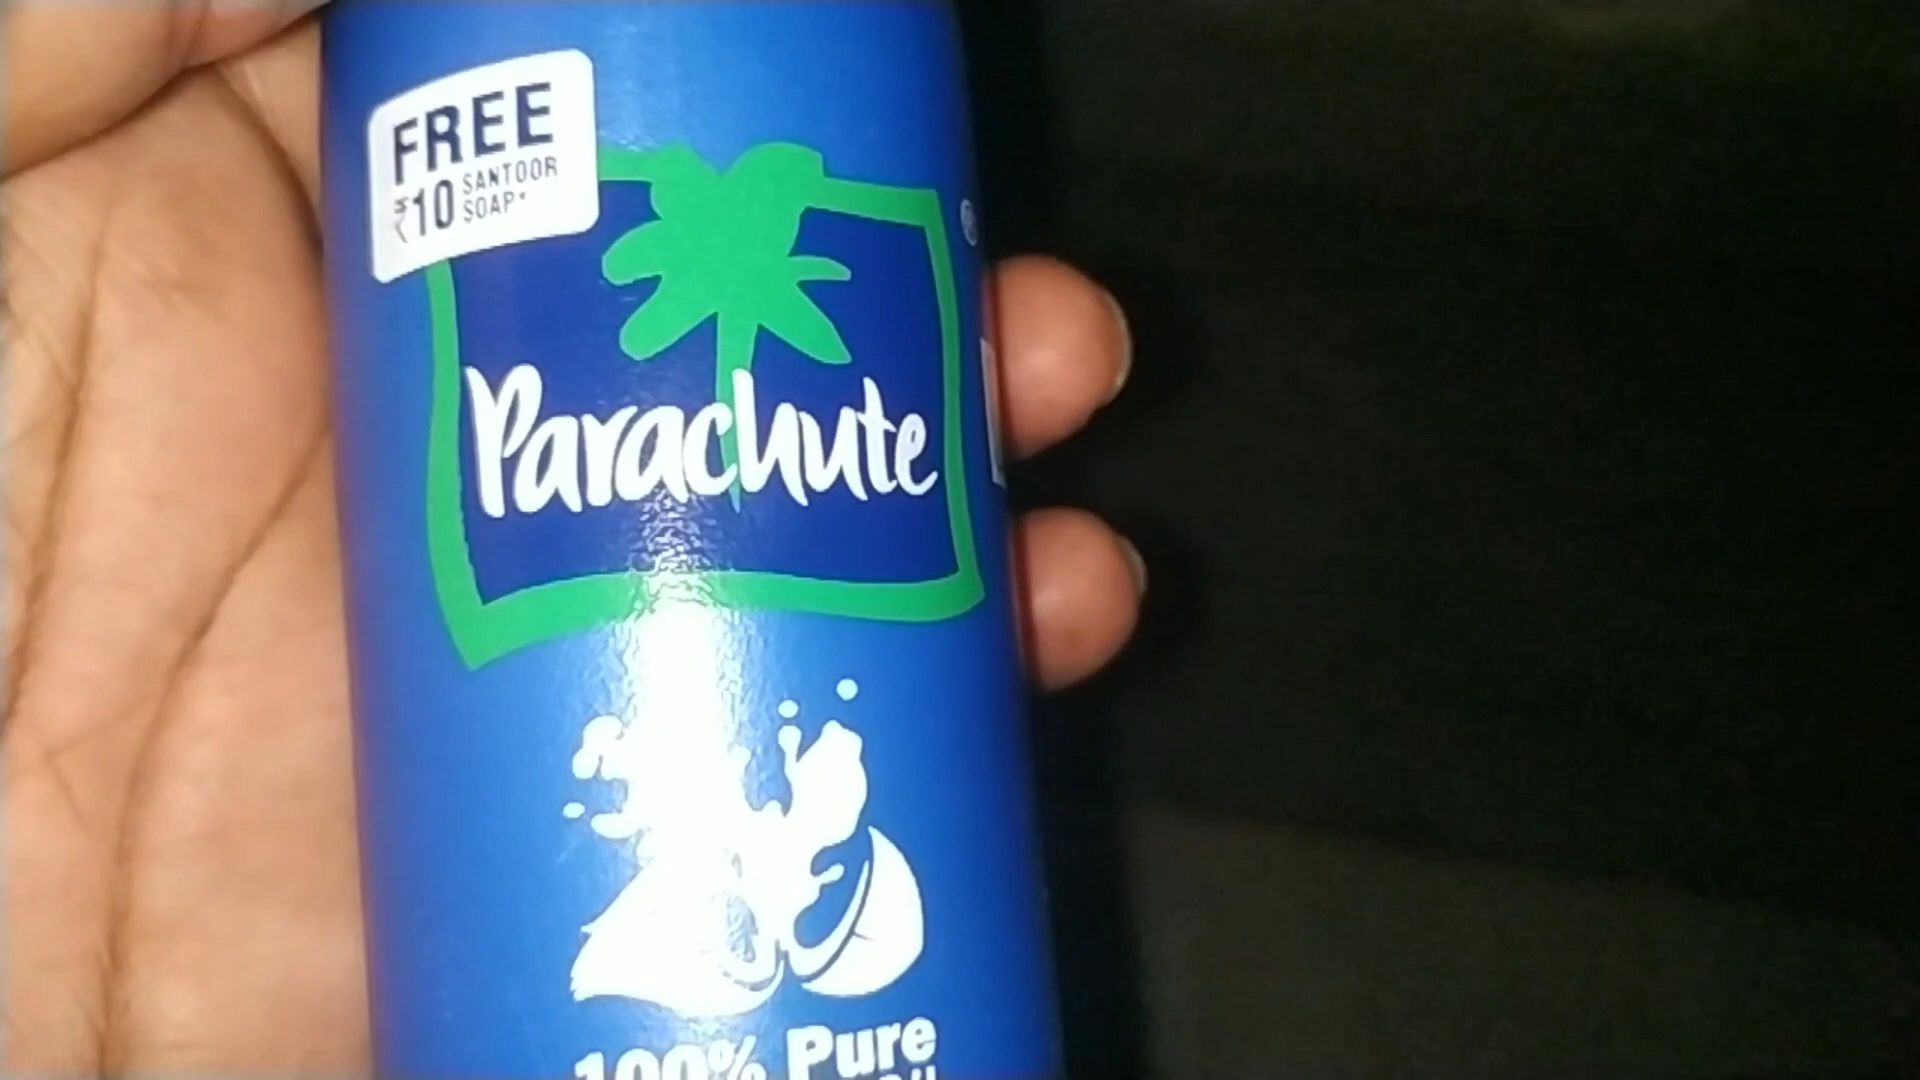 FREE
₹10 SANTOOR
SOAP*
Parachute
100% Pure